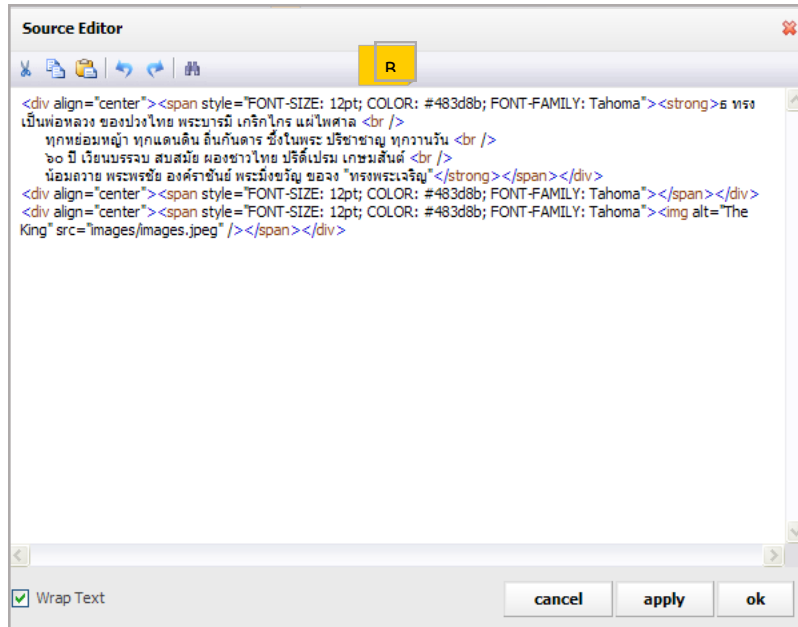 Source Editor
B
<div align="center"><span style="FONT-SIZE: 12pt; COLOR: #483d8b; FONT-FAMILY: Tahoma"><strong>ธ ทรง
เป็นพ่อหลวง ของปวงไทย พระบารมี เกริกไกร แผ่ไพศาล <br />
ทุกหย่อมหญ้า ทุกแดนดิน ถิ่นกันดาร ซึ้งในพระ ปรีชาชาญ ทุกวานวัน <br />
๖๐ ปี เวียนบรรจบ สบสมัย ผองชาวไทย ปรีดิ์เปรม เกษมสันต์ <br />
น้อมถวาย พระพรชัย องค์ราชันย์ พระมิ่งขวัญ ขอจง "ทรงพระเจริญ"</strong></span></div>
<div align="center"><span style="FONT-SIZE: 12pt; COLOR: #483d8b; FONT-FAMILY: Tahoma"></span></div>
<div align="center"><span style="FONT-SIZE: 12pt; COLOR: #483d8b; FONT-FAMILY: Tahoma"><img alt="The
King" src="images/images.jpeg" /></span></div>
Wrap Text
cancel apply ok